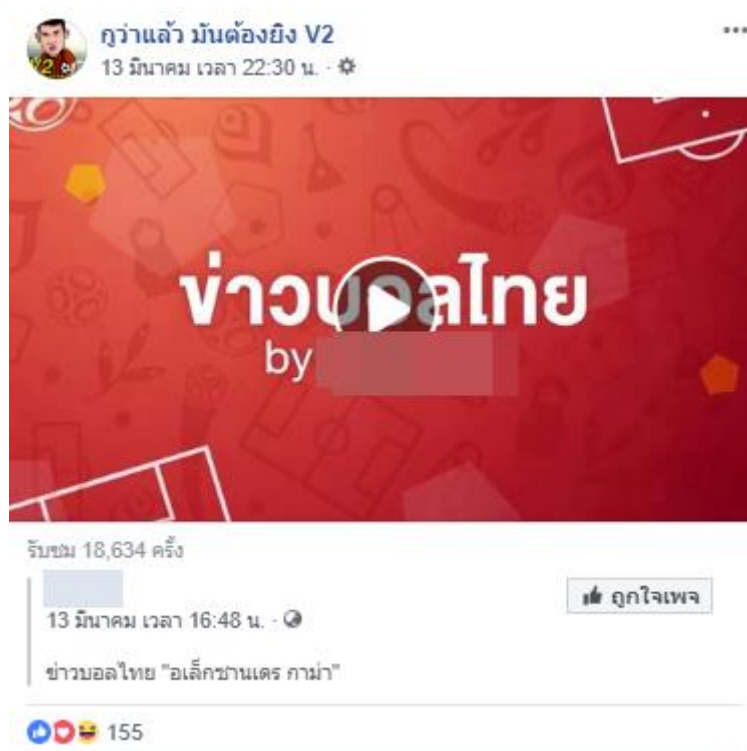 กูว่าแล้ว มันต้องยิง V2
13 มีนาคม เวลา 22:30 น. ·
V2
ข่าวบอลไทย
by
รับชม 18,634 ครั้ง
ถูกใจเพจ
13 มีนาคม เวลา 16:48 น. ·
ข่าวบอลไทย "อเล็กซานเดร กาม่า"
155